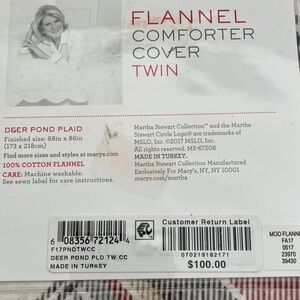 FLANNEL
COMFORTER
COVER
TWIN
DEER POND PLAID
Finished size: 68in x 86in
(173 x 218cm)
Find more sizes and styles at macys.com
100% COTTON FLANNEL
CARE: Machine washable.
See sewn label for care instructions.
Martha Stewart Collection™ and the Martha
Stewart Circle Logo® are trademarks of
MSLO, Inc. ©2017 MSLO, Inc.
All rights reserved. MS-67208
MADE IN TURKEY.
Martha Stewart Collection Manufactured
Exclusively For Macy's, NY, NY 10001
macys.com/martha
6 08356 72124 4
F17PNDTWCC
DEER POND PLD TW CC
MADE IN TURKEY
Customer Return Label
070219162171
$100.00
MOD FLANN
FA17
0517
23970
39430